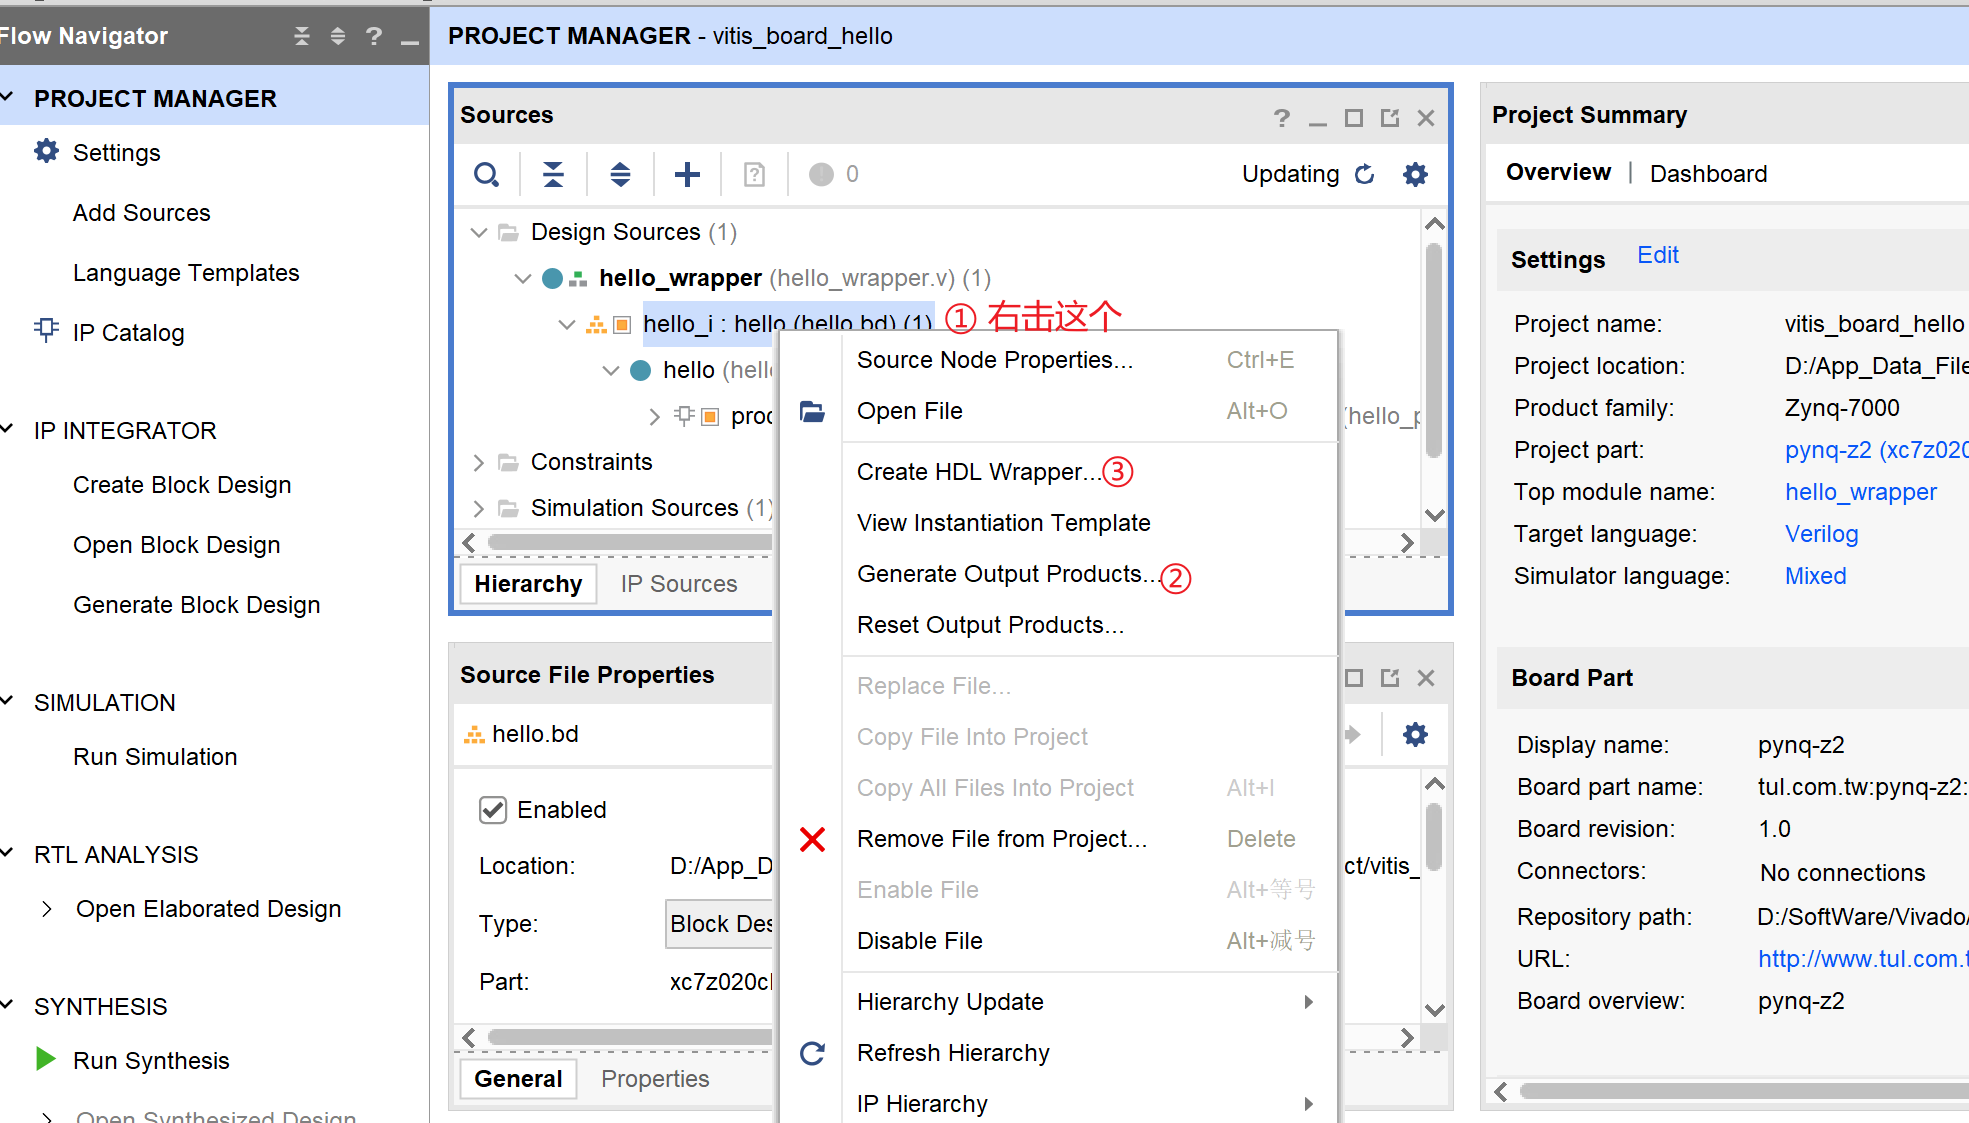 Flow Navigator
PROJECT MANAGER - vitis_board_hello
PROJECT MANAGER
Settings
Add Sources
Language Templates
IP Catalog
IP INTEGRATOR
Create Block Design
Open Block Design
Generate Block Design
SIMULATION
Run Simulation
RTL ANALYSIS
Open Elaborated Design
SYNTHESIS
Run Synthesis
Open Synthesized Design
Sources
0
Updating
Design Sources (1)
hello_wrapper (hello_wrapper.v) (1)
hello_i : hello (hello.bd) (1) ① 右击这个
hello
Constraints
Simulation Sources (1)
Hierarchy
IP Sources
Source Node Properties... Ctrl+E
Open File Alt+O
Create HDL Wrapper... ③
View Instantiation Template
Generate Output Products... ②
Reset Output Products...
Replace File...
Copy File Into Project
Copy All Files Into Project Alt+I
Remove File from Project... Delete
Enable File Alt+等号
Disable File Alt+减号
Hierarchy Update
Refresh Hierarchy
IP Hierarchy
Source File Properties
hello.bd
Enabled
Location: D:/App_D
Type: Block Des
Part: xc7z020cl
General
Properties
Project Summary
Overview | Dashboard
Settings Edit
Project name: vitis_board_hello
Project location: D:/App_Data_File
Product family: Zynq-7000
Project part: pynq-z2 (xc7z020
Top module name: hello_wrapper
Target language: Verilog
Simulator language: Mixed
Board Part
Display name: pynq-z2
Board part name: tul.com.tw:pynq-z2:
Board revision: 1.0
Connectors: No connections
Repository path: D:/SoftWare/Vivado/
URL: http://www.tul.com.t
Board overview: pynq-z2